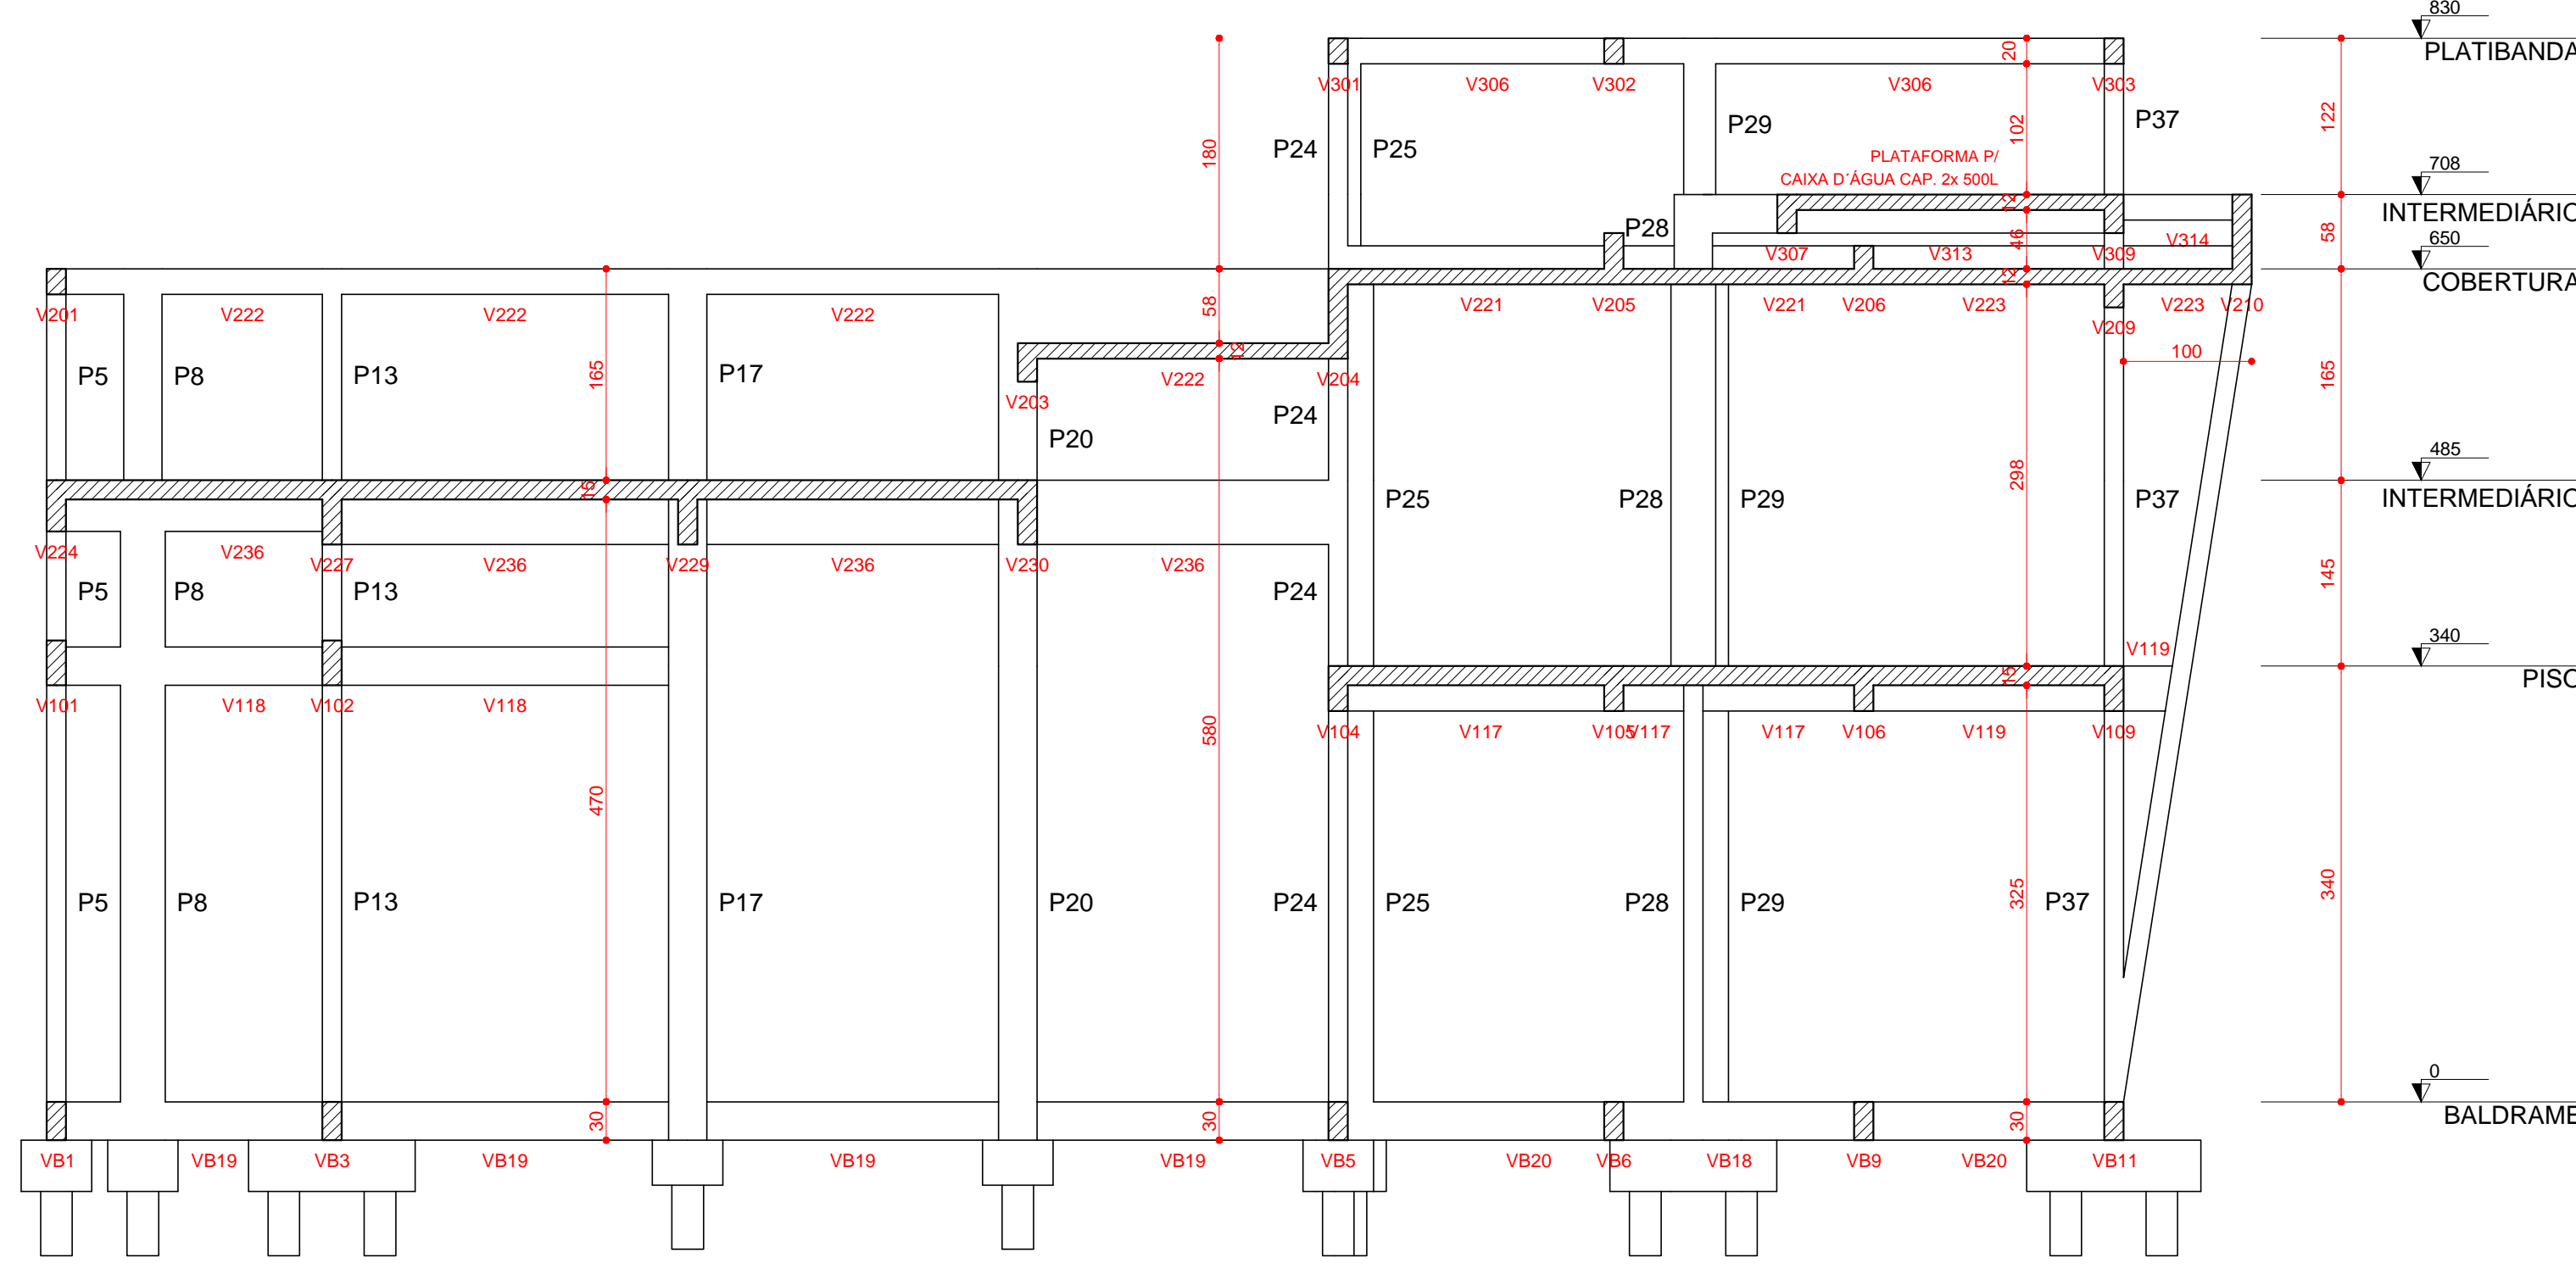 830
PLATIBANDA
20
V301 V306 V302 V306 V303
P24 P25 P29 102 P37 122
180
PLATAFORMA P/
CAIXA D´ÁGUA CAP. 2x 500L
708
12
INTERMEDIÁRIO
P28
46 V314 58
650
V307 V313 V309
12
COBERTURA
V201 V222 V222 V222 58 V221 V205 V221 V206 V223 V209 V223 V210
12
100
165 165
P5 P8 P13 P17 V222 V204
V203
P24
P20
485
15
INTERMEDIÁRIO
298
P25 P28 P29 P37
V224 V236 V227 V236 V229 V236 V230 V236
145
P5 P8 P13 P24
340
V119
15
PISO
V101 V118 V102 V118
V104 V117 V105 V117 V117 V106 V119 V109
580
470
325 340
P5 P8 P13 P17 P20 P24 P25 P28 P29 P37
0
BALDRAME
30 30 30
VB1 VB19 VB3 VB19 VB19 VB19 VB5 VB20 VB6 VB18 VB9 VB20 VB11